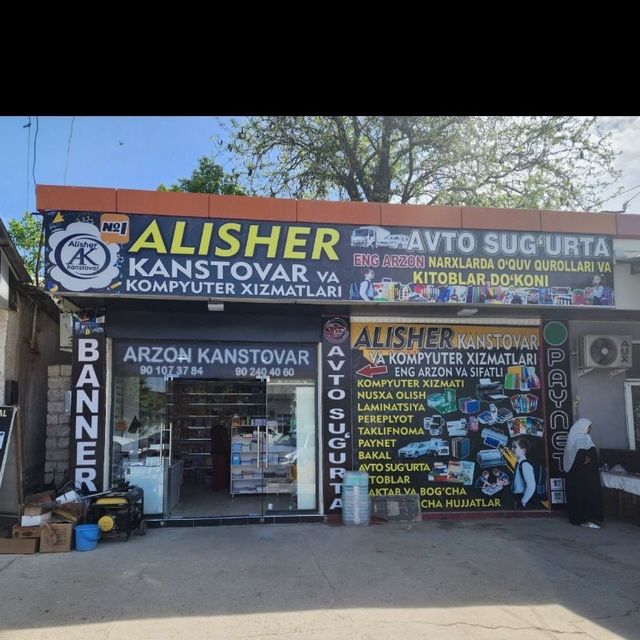 Alisher
AK
kanstovar
№1
ALISHER
KANSTOVAR VA
KOMPYUTER XIZMATLARI
AVTO SUG'URTA
ENG ARZON NARXLARDA O'QUV QUROLLARI VA
KITOBLAR DO'KONI
BANNER
ARZON KANSTOVAR
90 107 37 84
90 240 40 60
AVTO SUG'URTA
ALISHER KANSTOVAR
VA KOMPYUTER XIZMATLARI
ENG ARZON VA SIFATLI
KOMPYUTER XIZMATI
NUSXA OLISH
LAMINATSIYA
PEREPLYOT
TAKLIFNOMA
PAYNET
BAKAL
AVTO SUG'URTA
KITOBLAR
AKTAB VA BOG'CHA
CHA HUJJATLAR
PAYNET
AUX